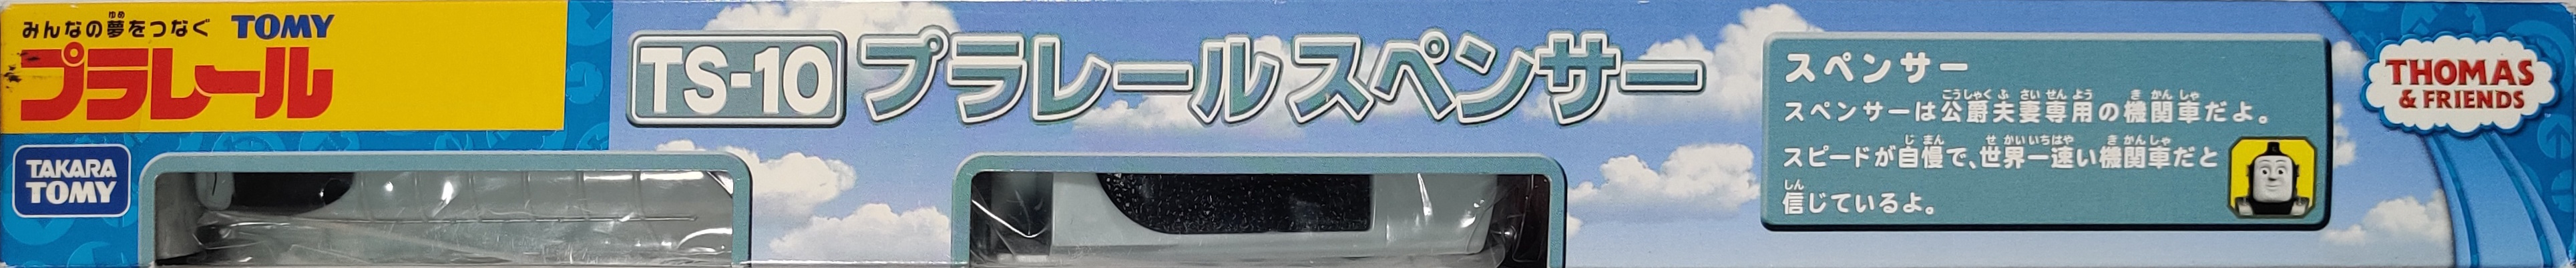 みんなの夢をつなぐ TOMY
プラレール
TAKARA
TOMY
TS-10 プラレール スペンサー
スペンサー
スペンサーは公爵夫妻専用の機関車だよ。
スピードが自慢で、世界一速い機関車だと
信じているよ。
THOMAS
& FRIENDS